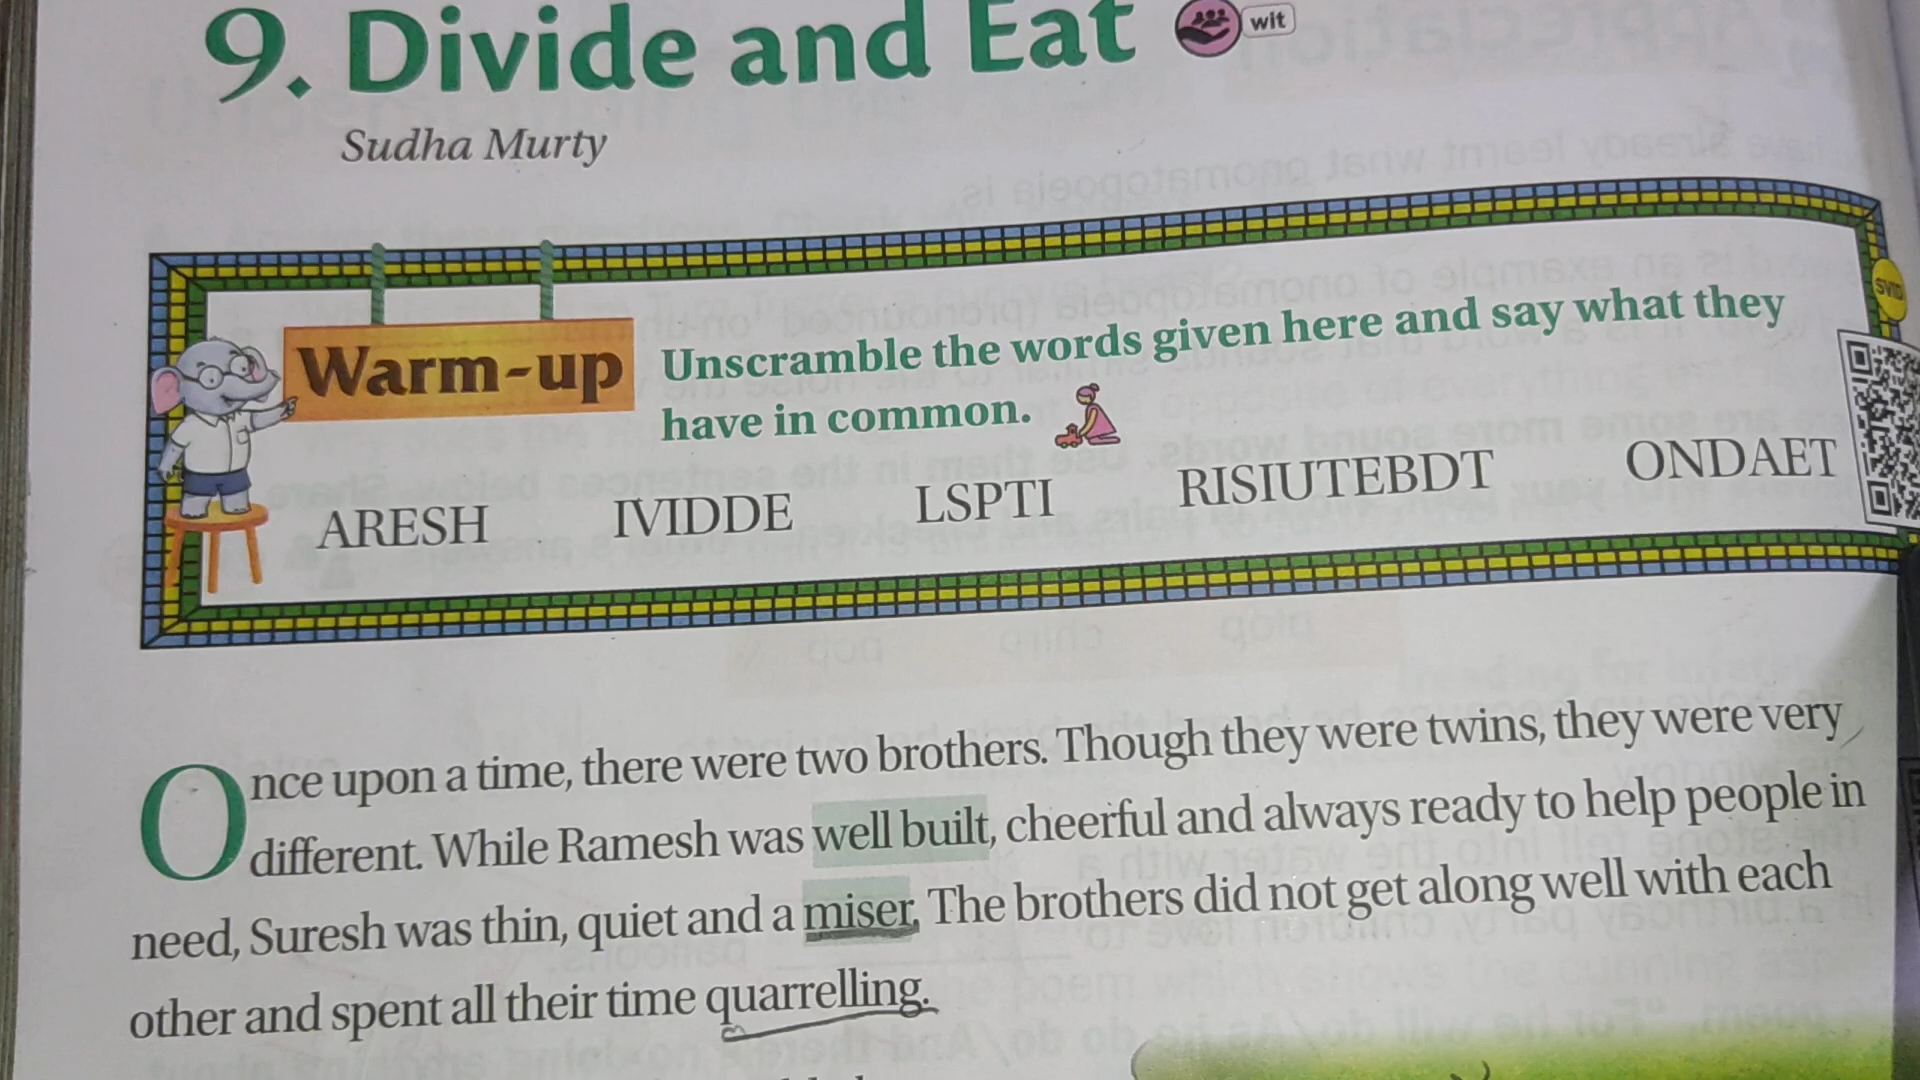 9. Divide and Eat
wit
Sudha Murty
Warm-up
Unscramble the words given here and say what they
have in common.
ARESH IVIDDE LSPTI RISIUTEBDT ONDAET
SVID
Once upon a time, there were two brothers. Though they were twins, they were very
different. While Ramesh was well built, cheerful and always ready to help people in
need, Suresh was thin, quiet and a miser. The brothers did not get along well with each
other and spent all their time quarrelling.